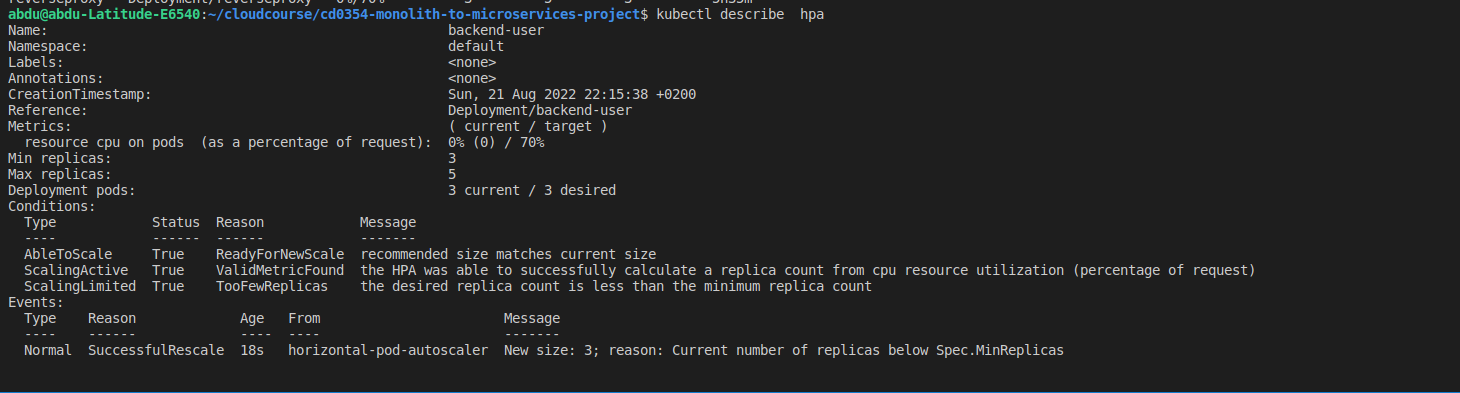 reverseproxy Deployment/reverseproxy 0%/70% 3 5 3 5h55m
abdu@abdu-Latitude-E6540:~/cloudcourse/cd0354-monolith-to-microservices-project$ kubectl describe  hpa
Name:                                                  backend-user
Namespace:                                             default
Labels:                                                <none>
Annotations:                                           <none>
CreationTimestamp:                                     Sun, 21 Aug 2022 22:15:38 +0200
Reference:                                             Deployment/backend-user
Metrics:                                               ( current / target )
  resource cpu on pods  (as a percentage of request):  0% (0) / 70%
Min replicas:                                          3
Max replicas:                                          5
Deployment pods:                                       3 current / 3 desired
Conditions:
  Type            Status  Reason            Message
  ----            ------  ------            -------
  AbleToScale     True    ReadyForNewScale  recommended size matches current size
  ScalingActive   True    ValidMetricFound  the HPA was able to successfully calculate a replica count from cpu resource utilization (percentage of request)
  ScalingLimited  True    TooFewReplicas    the desired replica count is less than the minimum replica count
Events:
  Type    Reason             Age   From                       Message
  ----    ------             ----  ----                       -------
  Normal  SuccessfulRescale  18s   horizontal-pod-autoscaler  New size: 3; reason: Current number of replicas below Spec.MinReplicas